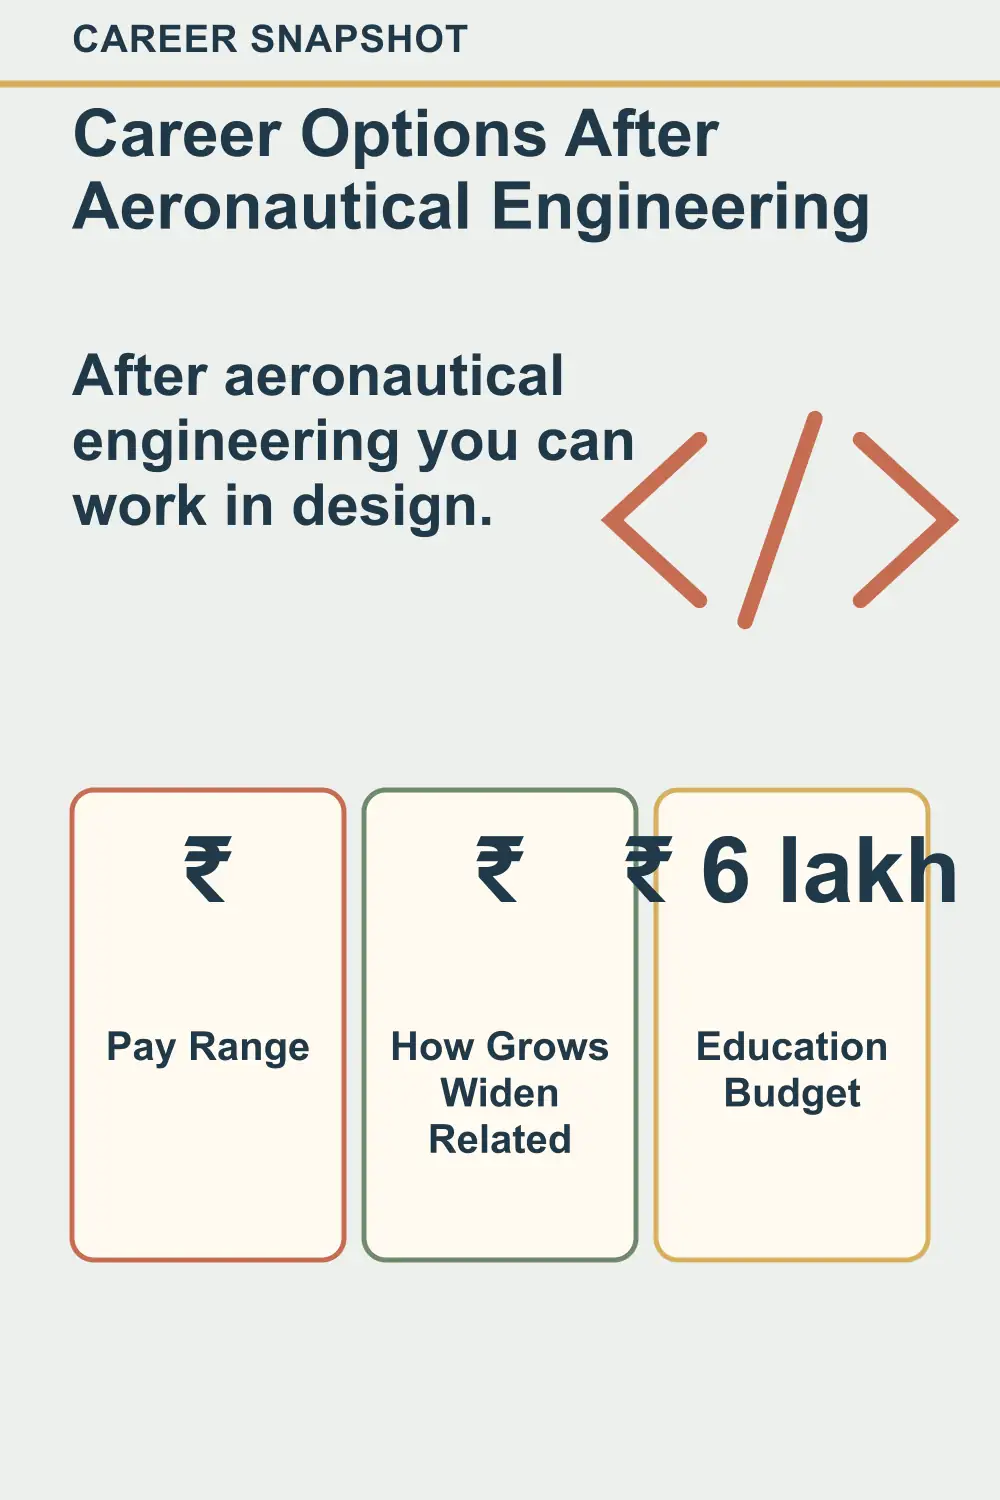 CAREER SNAPSHOT
Career Options After
Aeronautical Engineering
After aeronautical
engineering you can
work in design.
₹
Pay Range
₹
How Grows
Widen
Related
₹ 6 lakh
Education
Budget